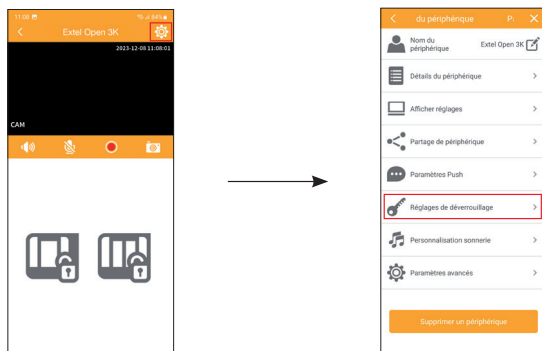 11:08
84%
Extel Open 3K
2023-12-08 11:08:01
CAM
du périphérique P:
Nom du
périphérique
Extel Open 3K
Détails du périphérique
Afficher réglages
Partage de périphérique
Paramètres Push
Réglages de déverrouillage
Personnalisation sonnerie
Paramètres avancés
Supprimer un périphérique